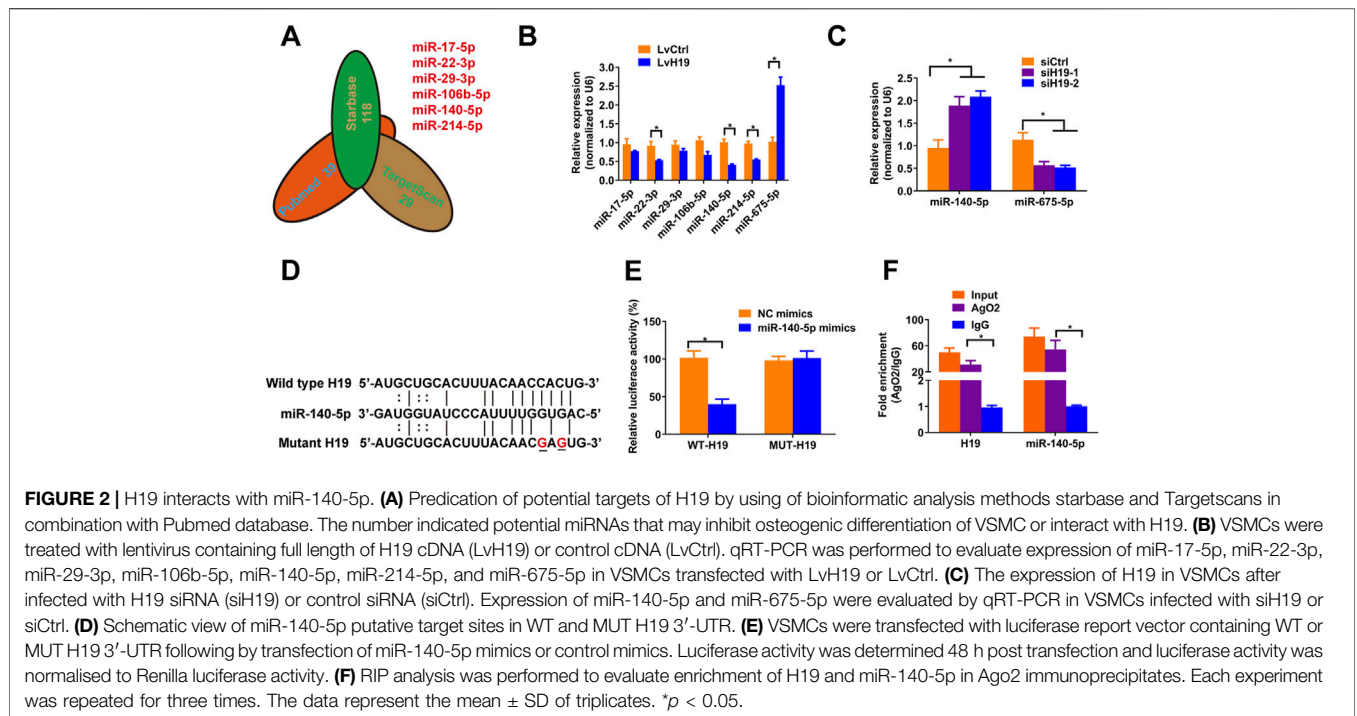 A
miR-17-5p
miR-22-3p
miR-29-3p
miR-106b-5p
miR-140-5p
miR-214-5p
Starbase
118
Pubmed 39
TargetScan
29
B
LvCtrl
LvH19
Relative expression
(normalized to U6)
3.0
2.5
2.0
1.5
1.0
0.5
0.0
*
*
*
*
miR-17-5p
miR-22-3p
miR-29-3p
miR-106b-5p
miR-140-5p
miR-214-5p
miR-675-5p
C
siCtrl
siH19-1
siH19-2
Relative expression
(normalized to U6)
2.5
2.0
1.5
1.0
0.5
0.0
*
*
miR-140-5p
miR-675-5p
D
Wild type H19 5'-AUGCUGCACUUUACAACCACUG-3'
miR-140-5p 3'-GAUGGUAUCCCAUUUUGGUGAC-5'
Mutant H19 5'-AUGCUGCACUUUACAACGAGUG-3'
E
NC mimics
miR-140-5p mimics
Relative luciferace activity (%)
150
100
50
0
*
WT-H19
MUT-H19
F
Input
AgO2
IgG
Fold enrichment
(AgO2/IgG)
100
60
20
2
1
0
*
*
H19
miR-140-5p
FIGURE 2 | H19 interacts with miR-140-5p. (A) Predication of potential targets of H19 by using of bioinformatic analysis methods starbase and Targetscans in
combination with Pubmed database. The number indicated potential miRNAs that may inhibit osteogenic differentiation of VSMC or interact with H19. (B) VSMCs were
treated with lentivirus containing full length of H19 cDNA (LvH19) or control cDNA (LvCtrl). qRT-PCR was performed to evaluate expression of miR-17-5p, miR-22-3p,
miR-29-3p, miR-106b-5p, miR-140-5p, miR-214-5p, and miR-675-5p in VSMCs transfected with LvH19 or LvCtrl. (C) The expression of H19 in VSMCs after
infected with H19 siRNA (siH19) or control siRNA (siCtrl). Expression of miR-140-5p and miR-675-5p were evaluated by qRT-PCR in VSMCs infected with siH19 or
siCtrl. (D) Schematic view of miR-140-5p putative target sites in WT and MUT H19 3′-UTR. (E) VSMCs were transfected with luciferase report vector containing WT or
MUT H19 3′-UTR following by transfection of miR-140-5p mimics or control mimics. Luciferase activity was determined 48 h post transfection and luciferase activity was
normalised to Renilla luciferase activity. (F) RIP analysis was performed to evaluate enrichment of H19 and miR-140-5p in Ago2 immunoprecipitates. Each experiment
was repeated for three times. The data represent the mean ± SD of triplicates. *p < 0.05.